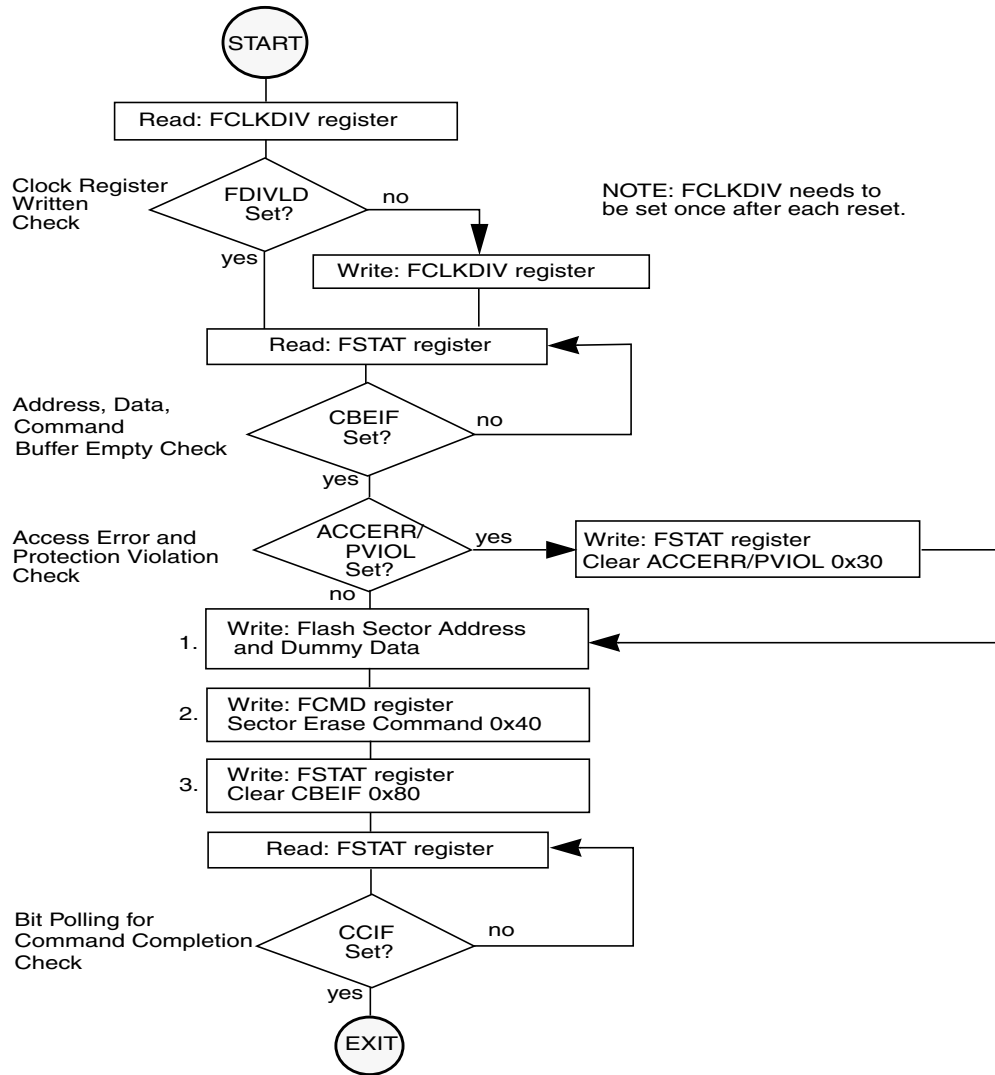 START
Read: FCLKDIV register
Clock Register
Written
Check
FDIVLD
Set?
no
yes
NOTE: FCLKDIV needs to
be set once after each reset.
Write: FCLKDIV register
Read: FSTAT register
Address, Data,
Command
Buffer Empty Check
CBEIF
Set?
no
yes
Access Error and
Protection Violation
Check
ACCERR/
PVIOL
Set?
yes
no
Write: FSTAT register
Clear ACCERR/PVIOL 0x30
1.
Write: Flash Sector Address
and Dummy Data
2.
Write: FCMD register
Sector Erase Command 0x40
3.
Write: FSTAT register
Clear CBEIF 0x80
Read: FSTAT register
Bit Polling for
Command Completion
Check
CCIF
Set?
no
yes
EXIT